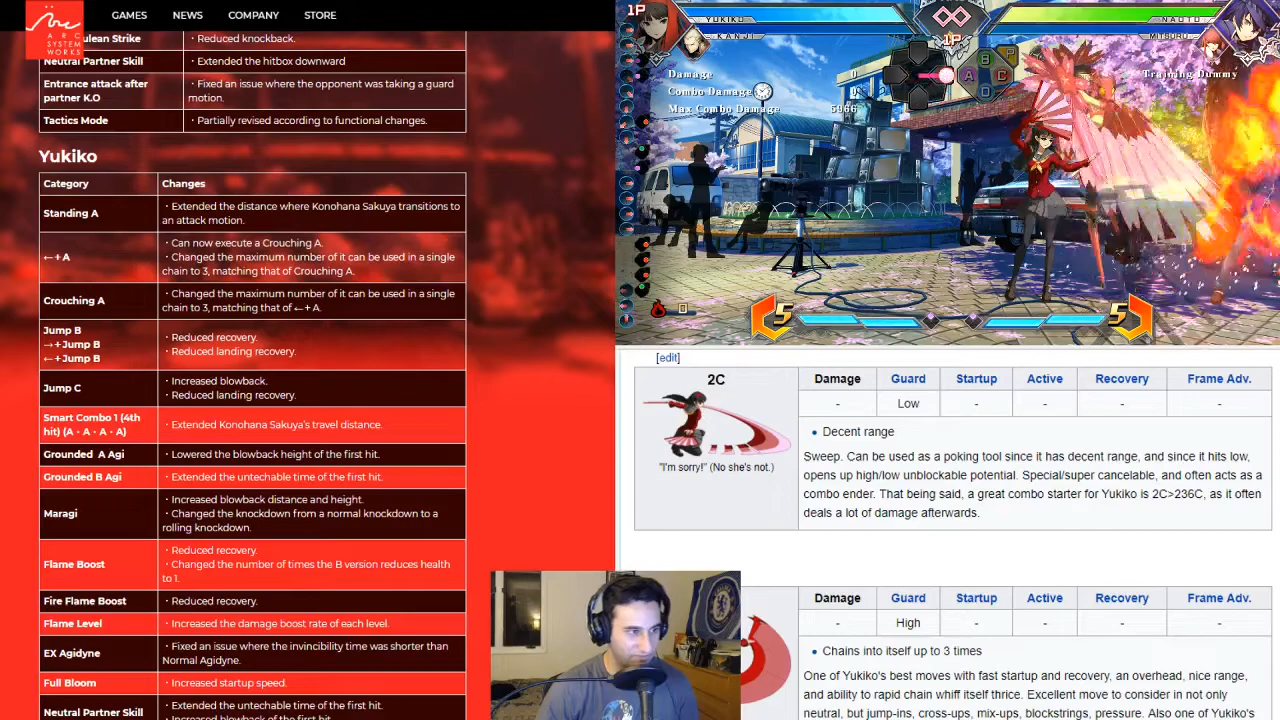 GAMES NEWS COMPANY STORE
ARC
SYSTEM
WORKS
ulean Strike ・Reduced knockback.
Neutral Partner Skill ・Extended the hitbox downward
Entrance attack after
partner K.O
・Fixed an issue where the opponent was taking a guard
motion.
Tactics Mode ・Partially revised according to functional changes.
Yukiko
Category Changes
Standing A
・Extended the distance where Konohana Sakuya transitions to
an attack motion.
←+A
・Can now execute a Crouching A.
・Changed the maximum number of it can be used in a single
chain to 3, matching that of Crouching A.
Crouching A
・Changed the maximum number of it can be used in a single
chain to 3, matching that of ←+A.
Jump B
→+Jump B
←+Jump B
・Reduced recovery.
・Reduced landing recovery.
Jump C
・Increased blowback.
・Reduced landing recovery.
Smart Combo 1 (4th
hit) (A・A・A・A)
・Extended Konohana Sakuya's travel distance.
Grounded A Agi ・Lowered the blowback height of the first hit.
Grounded B Agi ・Extended the untechable time of the first hit.
Maragi
・Increased blowback distance and height.
・Changed the knockdown from a normal knockdown to a
rolling knockdown.
Flame Boost
・Reduced recovery.
・Changed the number of times the B version reduces health
to 1.
Fire Flame Boost ・Reduced recovery.
Flame Level ・Increased the damage boost rate of each level.
EX Agidyne
・Fixed an issue where the invincibility time was shorter than
Normal Agidyne.
Full Bloom ・Increased startup speed.
Neutral Partner Skill
・Extended the untechable time of the first hit.
・Increased blowback of the first hit.
1P
YUKIKO
KANJI
NAOTO
MITSURU
1P
Damage 0
Combo Damage 0
Max Combo Damage 5966
Training Dummy
A B C D P
0
5 5
[edit]
2C
"I'm sorry!" (No she's not.)
Damage Guard Startup Active Recovery Frame Adv.
- Low - - - -
• Decent range
Sweep. Can be used as a poking tool since it has decent range, and since it hits low,
opens up high/low unblockable potential. Special/super cancelable, and often acts as a
combo ender. That being said, a great combo starter for Yukiko is 2C>236C, as it often
deals a lot of damage afterwards.
Damage Guard Startup Active Recovery Frame Adv.
- High - - - -
• Chains into itself up to 3 times
One of Yukiko's best moves with fast startup and recovery, an overhead, nice range,
and ability to rapid chain whiff itself thrice. Excellent move to consider in not only
neutral, but jump-ins, cross-ups, mix-ups, blockstrings, pressure. Also one of Yukiko's